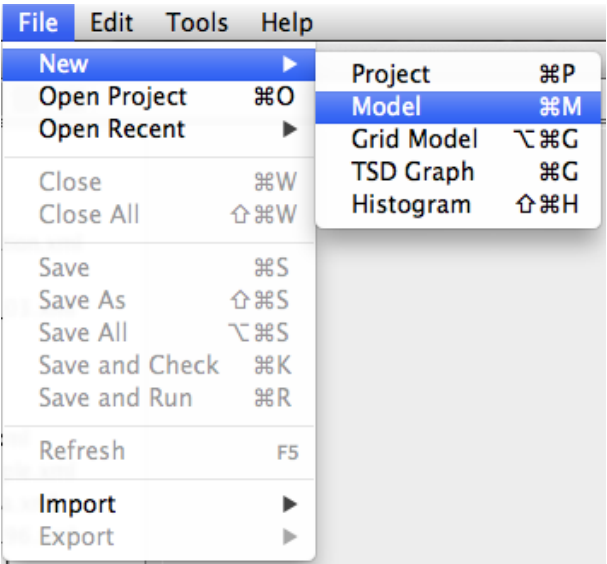 File Edit Tools Help
New ▶
Open Project ⌘O
Open Recent ▶
Close ⌘W
Close All ⇧⌘W
Save ⌘S
Save As ⇧⌘S
Save All ⌥⌘S
Save and Check ⌘K
Save and Run ⌘R
Refresh F5
Import ▶
Export ▶
Project ⌘P
Model ⌘M
Grid Model ⌥⌘G
TSD Graph ⌘G
Histogram ⇧⌘H